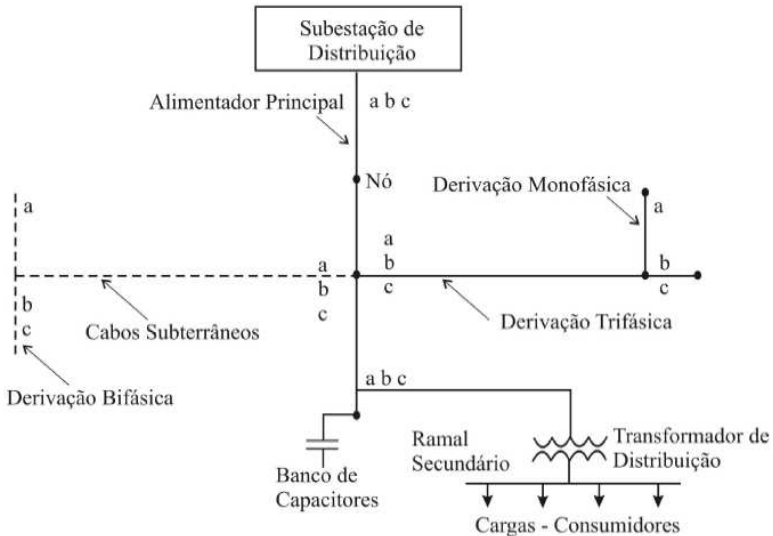 Subestação de
Distribuição
Alimentador Principal
a b c
Nó
Derivação Monofásica
a
a
a
b
c
a
b
c
b
c
b
c
Cabos Subterrâneos
Derivação Trifásica
Derivação Bifásica
a b c
Ramal
Secundário
Transformador de
Distribuição
Banco de
Capacitores
Cargas - Consumidores